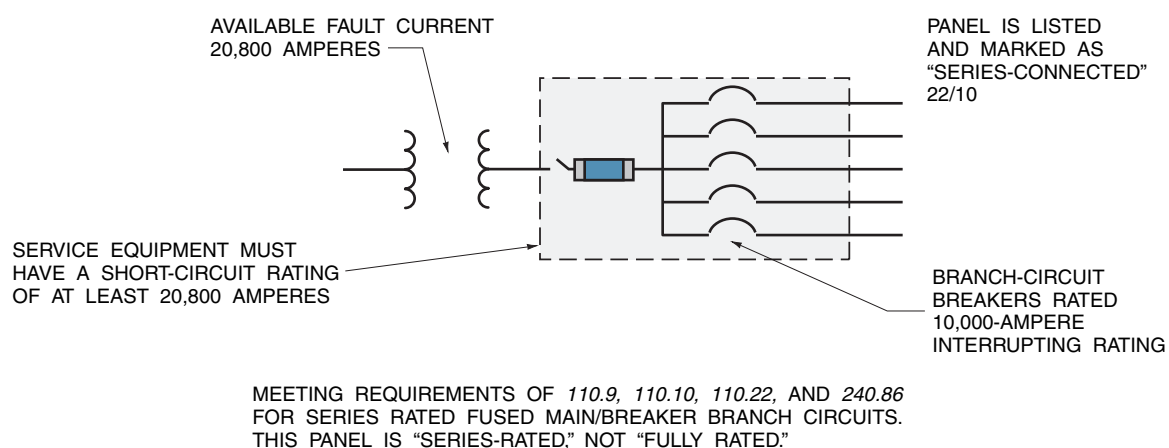 AVAILABLE FAULT CURRENT
20,800 AMPERES
PANEL IS LISTED
AND MARKED AS
“SERIES-CONNECTED”
22/10
SERVICE EQUIPMENT MUST
HAVE A SHORT-CIRCUIT RATING
OF AT LEAST 20,800 AMPERES
BRANCH-CIRCUIT
BREAKERS RATED
10,000-AMPERE
INTERRUPTING RATING
MEETING REQUIREMENTS OF 110.9, 110.10, 110.22, AND 240.86
FOR SERIES RATED FUSED MAIN/BREAKER BRANCH CIRCUITS.
THIS PANEL IS “SERIES-RATED,” NOT “FULLY RATED.”